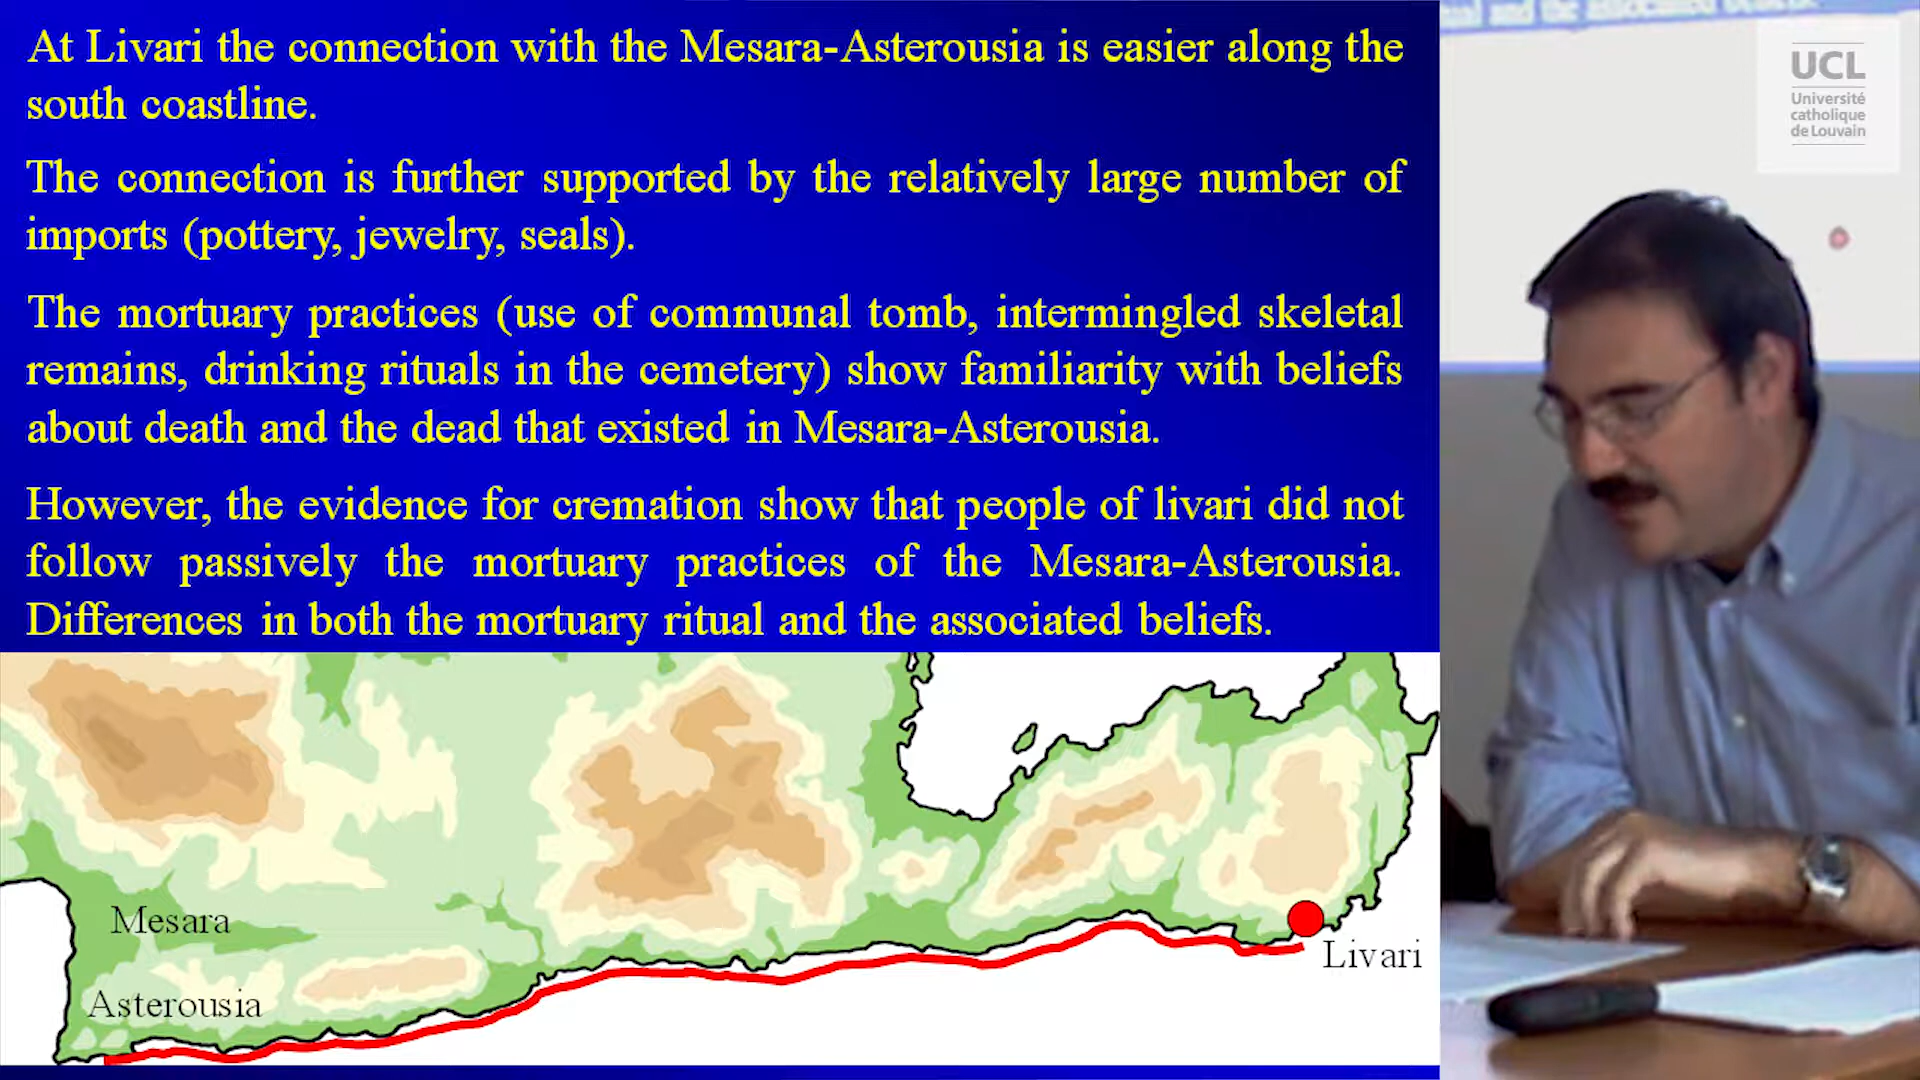 At Livari the connection with the Mesara-Asterousia is easier along the
south coastline.
The connection is further supported by the relatively large number of
imports (pottery, jewelry, seals).
The mortuary practices (use of communal tomb, intermingled skeletal
remains, drinking rituals in the cemetery) show familiarity with beliefs
about death and the dead that existed in Mesara-Asterousia.
However, the evidence for cremation show that people of livari did not
follow passively the mortuary practices of the Mesara-Asterousia.
Differences in both the mortuary ritual and the associated beliefs.
Mesara
Asterousia
Livari
ual and the associated beliefs.
UCL
Université
catholique
de Louvain